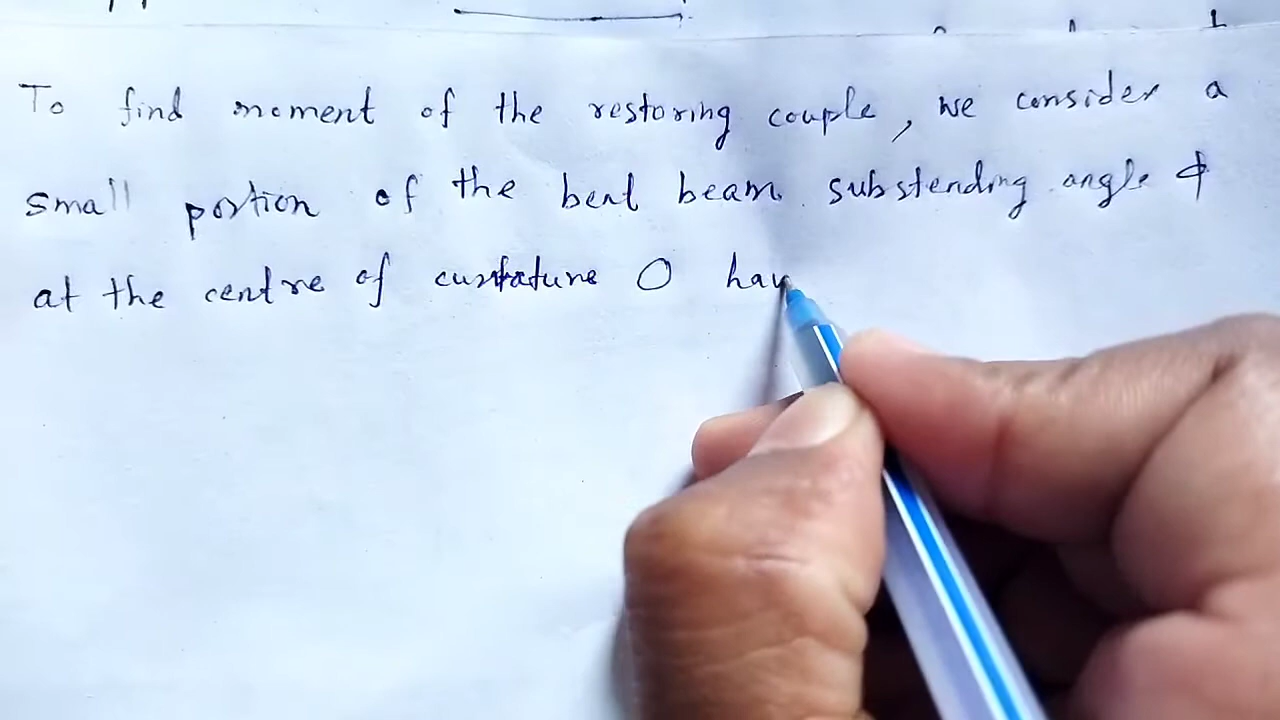 To find moment of the restoring couple, we consider a
small portion of the bent beam substending angle ϕ
at the centre of curvature O hav